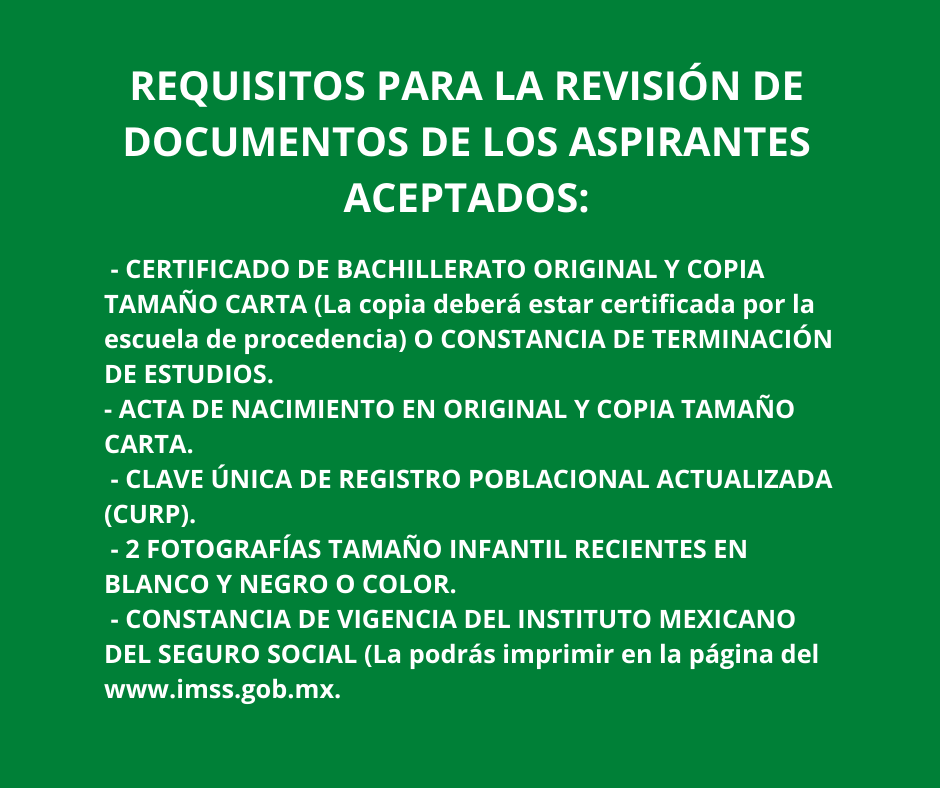 REQUISITOS PARA LA REVISIÓN DE
DOCUMENTOS DE LOS ASPIRANTES
ACEPTADOS:
- CERTIFICADO DE BACHILLERATO ORIGINAL Y COPIA
TAMAÑO CARTA (La copia deberá estar certificada por la
escuela de procedencia) O CONSTANCIA DE TERMINACIÓN
DE ESTUDIOS.
- ACTA DE NACIMIENTO EN ORIGINAL Y COPIA TAMAÑO
CARTA.
- CLAVE ÚNICA DE REGISTRO POBLACIONAL ACTUALIZADA
(CURP).
- 2 FOTOGRAFÍAS TAMAÑO INFANTIL RECIENTES EN
BLANCO Y NEGRO O COLOR.
- CONSTANCIA DE VIGENCIA DEL INSTITUTO MEXICANO
DEL SEGURO SOCIAL (La podrás imprimir en la página del
www.imss.gob.mx.